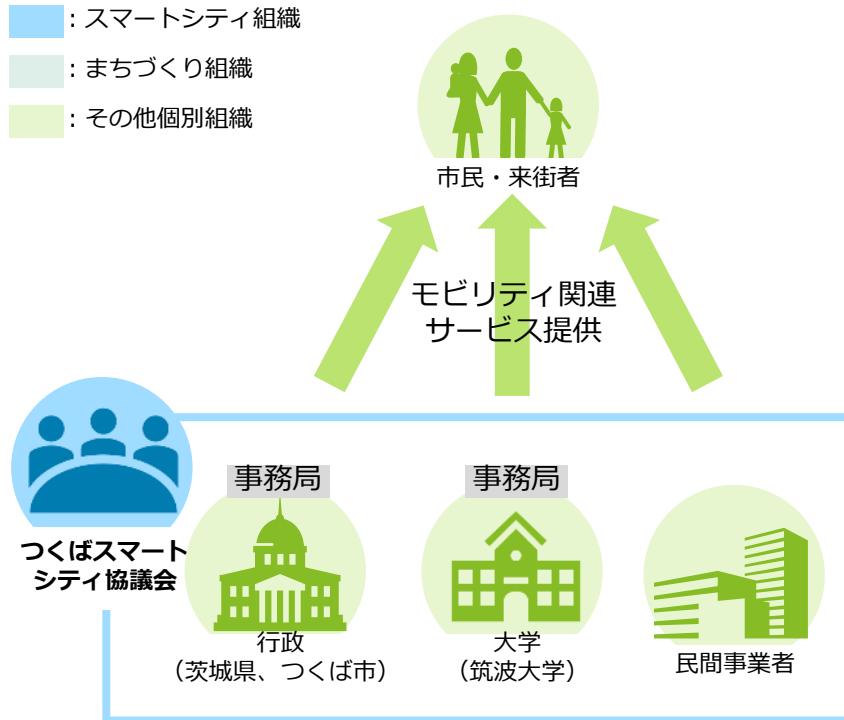 ：スマートシティ組織
：まちづくり組織
：その他個別組織
市民・来街者
モビリティ関連
サービス提供
つくばスマート
シティ協議会
事務局
行政
（茨城県、つくば市）
事務局
大学
（筑波大学）
民間事業者